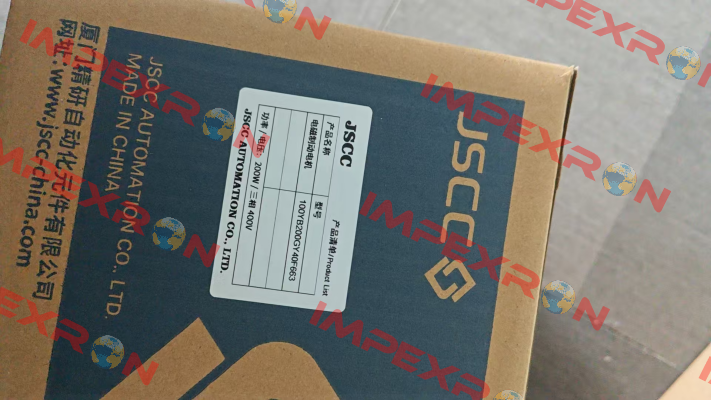 JSCC
产品清单/Product List
产品名称
型号
电磁制动电机
100YB200GY40F663
功率/电压:
200W/三相 400V
JSCC AUTOMATION CO., LTD.
JSCC
JSCC AUTOMATION CO., LTD.
MADE IN CHINA
厦门精研自动化元件有限公司
网址:www.jscc-china.com
IMPEXRON
IMPEXRON
IMPEXRON
IMPEXRON
IMPEXRON
IMPEXRON